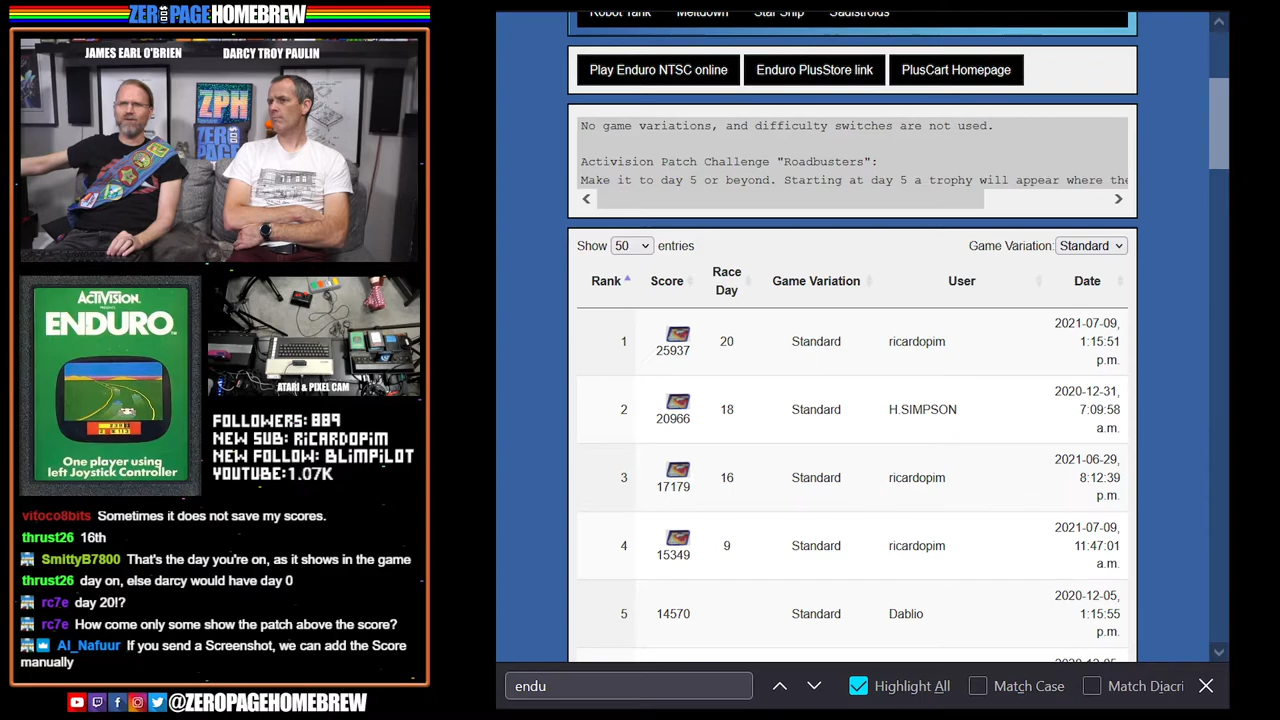 ZERO PAGE HOMEBREW
JAMES EARL O'BRIEN
DARCY TROY PAULIN
ZPH
ZERO
PAGE
ACTIVISION
PRESENTS
ENDURO
TM
One player using
left Joystick Controller
ATARI & PIXEL CAM
FOLLOWERS: 889
NEW SUB: RICARDOPIM
NEW FOLLOW: BLIMPILOT
YOUTUBE: 1.07K
vitoco8bits Sometimes it does not save my scores.
thrust26 16th
SmittyB7800 That's the day you're on, as it shows in the game
thrust26 day on, else darcy would have day 0
rc7e day 20!?
rc7e How come only some show the patch above the score?
Al_Nafuur If you send a Screenshot, we can add the Score
manually
@ZEROPAGEHOMEBREW
Robot Tank Meltdown Star Ship Sadistroids
Play Enduro NTSC online Enduro PlusStore link PlusCart Homepage
No game variations, and difficulty switches are not used.
Activision Patch Challenge "Roadbusters":
Make it to day 5 or beyond. Starting at day 5 a trophy will appear where the
Show 50 entries Game Variation: Standard
Rank Score Race Day Game Variation User Date
1 25937 20 Standard ricardopim 2021-07-09, 1:15:51 p.m.
2 20966 18 Standard H.SIMPSON 2020-12-31, 7:09:58 a.m.
3 17179 16 Standard ricardopim 2021-06-29, 8:12:39 p.m.
4 15349 9 Standard ricardopim 2021-07-09, 11:47:01 a.m.
5 14570 Standard Dablio 2020-12-05, 1:15:55 p.m.
endu Highlight All Match Case Match Diacri